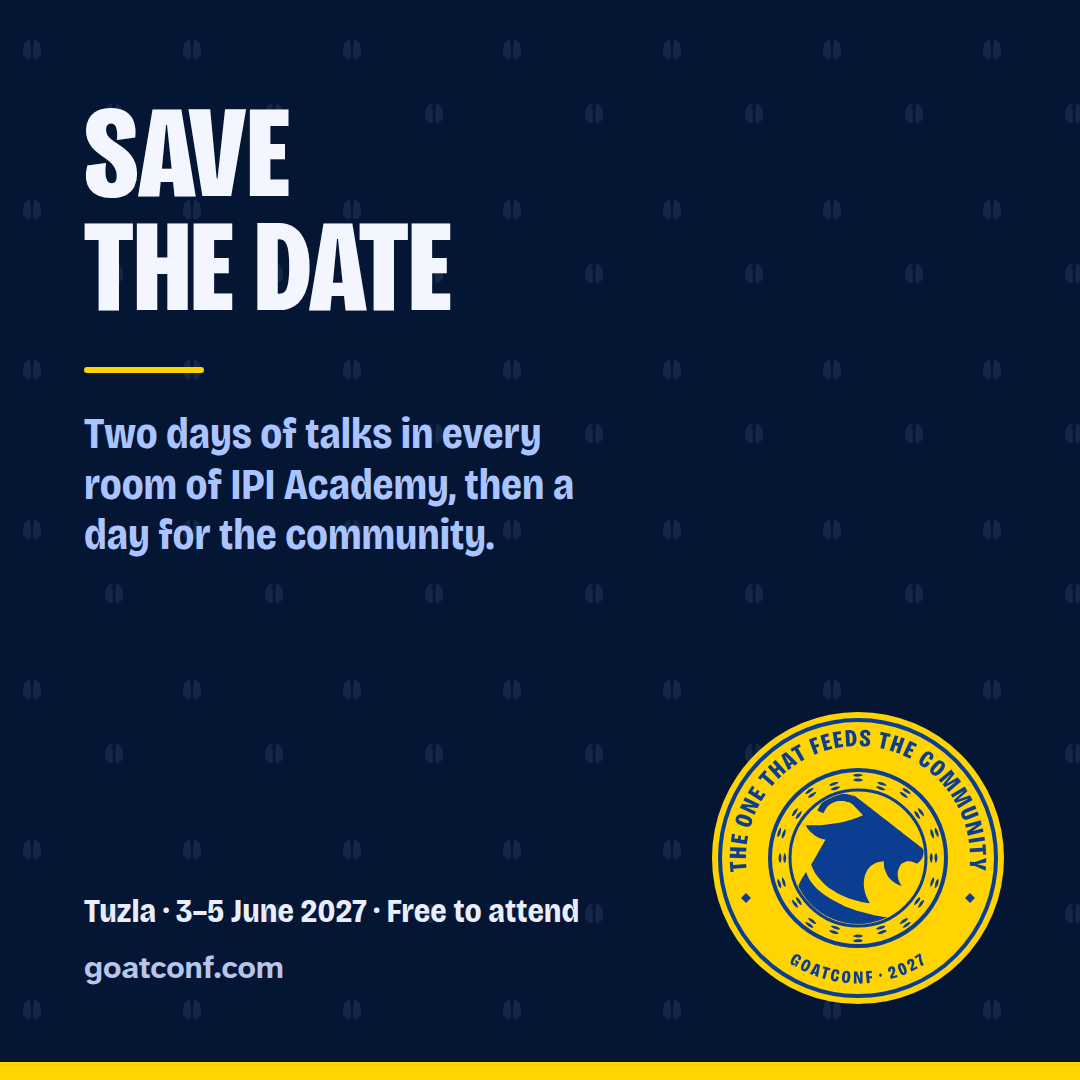 SAVE
THE DATE
Two days of talks in every
room of IPI Academy, then a
day for the community.
THE ONE THAT FEEDS THE COMMUNITY
GOATCONF · 2027
Tuzla · 3–5 June 2027 · Free to attend
goatconf.com